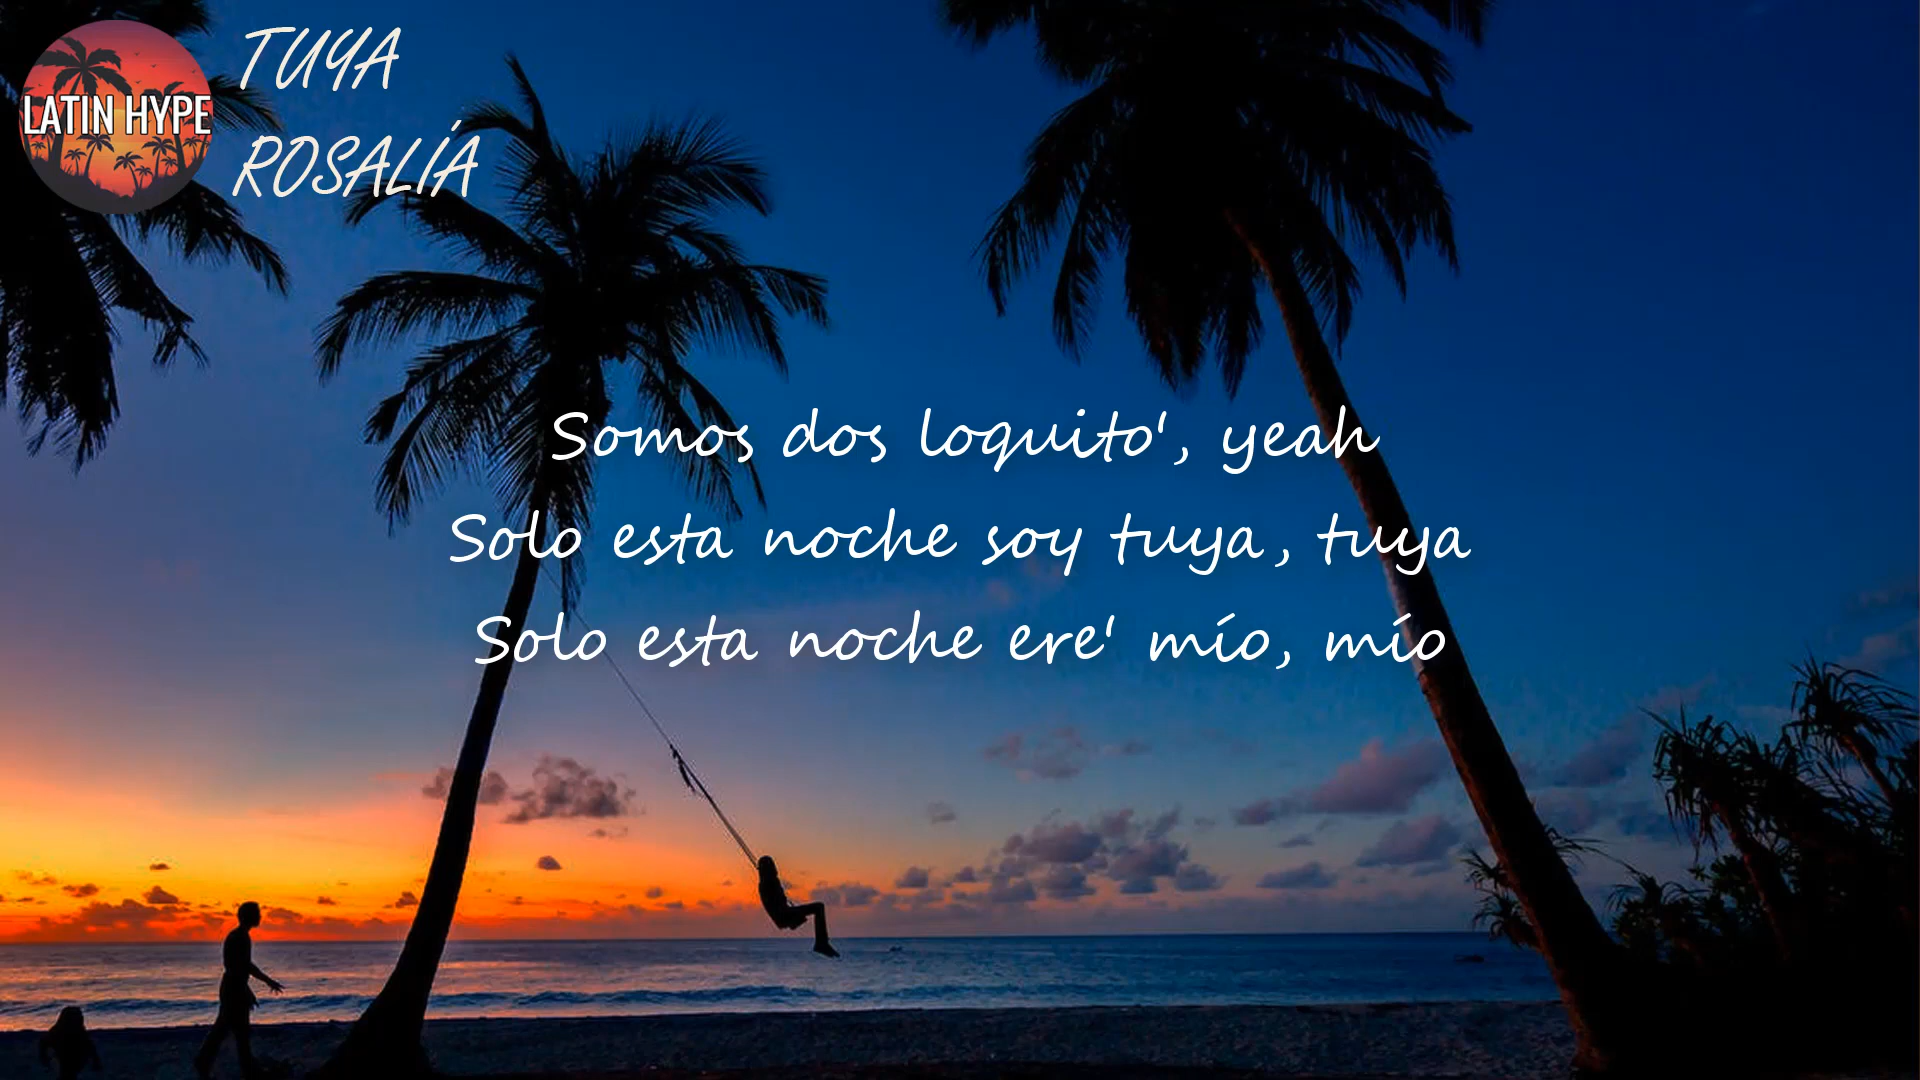 LATIN HYPE
TUYA
ROSALÍA
Somos dos loquito', yeah
Solo esta noche soy tuya, tuya
Solo esta noche ere' mío, mío